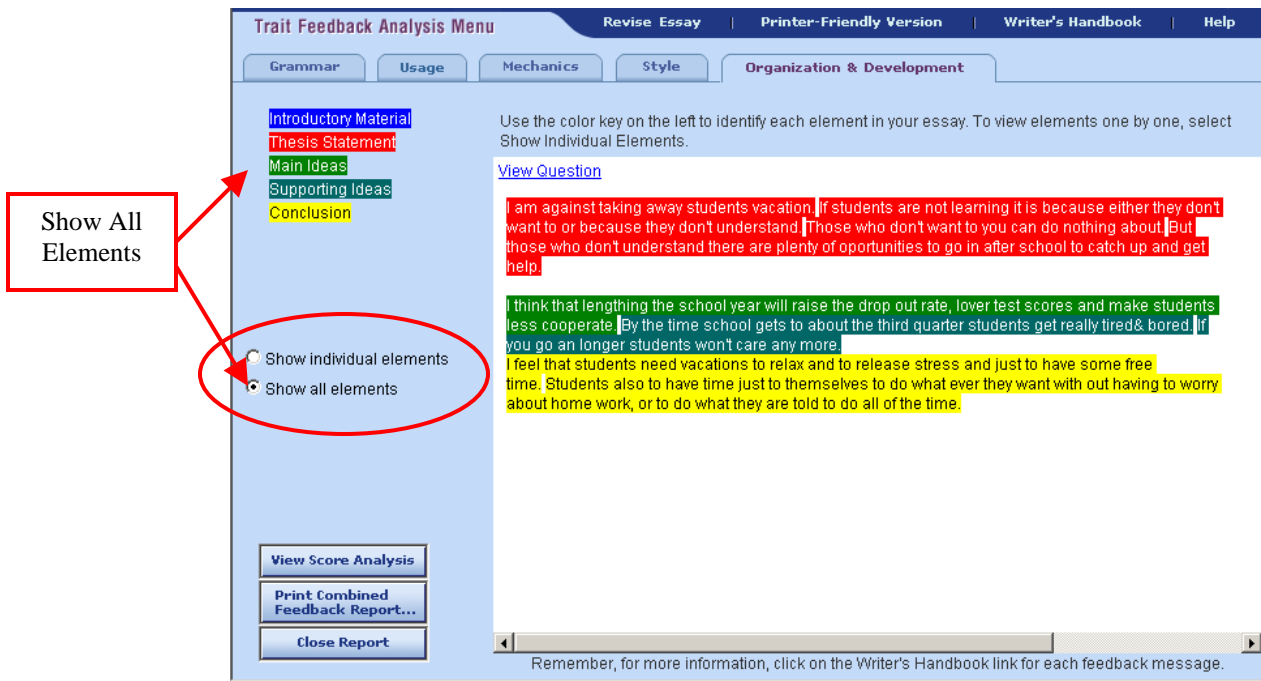 Trait Feedback Analysis Menu
Revise Essay | Printer-Friendly Version | Writer's Handbook | Help
Grammar Usage Mechanics Style Organization & Development
Introductory Material
Thesis Statement
Main Ideas
Supporting Ideas
Conclusion
Show All
Elements
Show individual elements
Show all elements
View Score Analysis
Print Combined
Feedback Report...
Close Report
Use the color key on the left to identify each element in your essay. To view elements one by one, select
Show Individual Elements.
View Question
I am against taking away students vacation. If students are not learning it is because either they don't
want to or because they don't understand. Those who don't want to you can do nothing about. But
those who don't understand there are plenty of oportunities to go in after school to catch up and get
help.
I think that lengthing the school year will raise the drop out rate, lover test scores and make students
less cooperate. By the time school gets to about the third quarter students get really tired& bored. If
you go an longer students won't care any more.
I feel that students need vacations to relax and to release stress and just to have some free
time. Students also to have time just to themselves to do what ever they want with out having to worry
about home work, or to do what they are told to do all of the time.
Remember, for more information, click on the Writer's Handbook link for each feedback message.